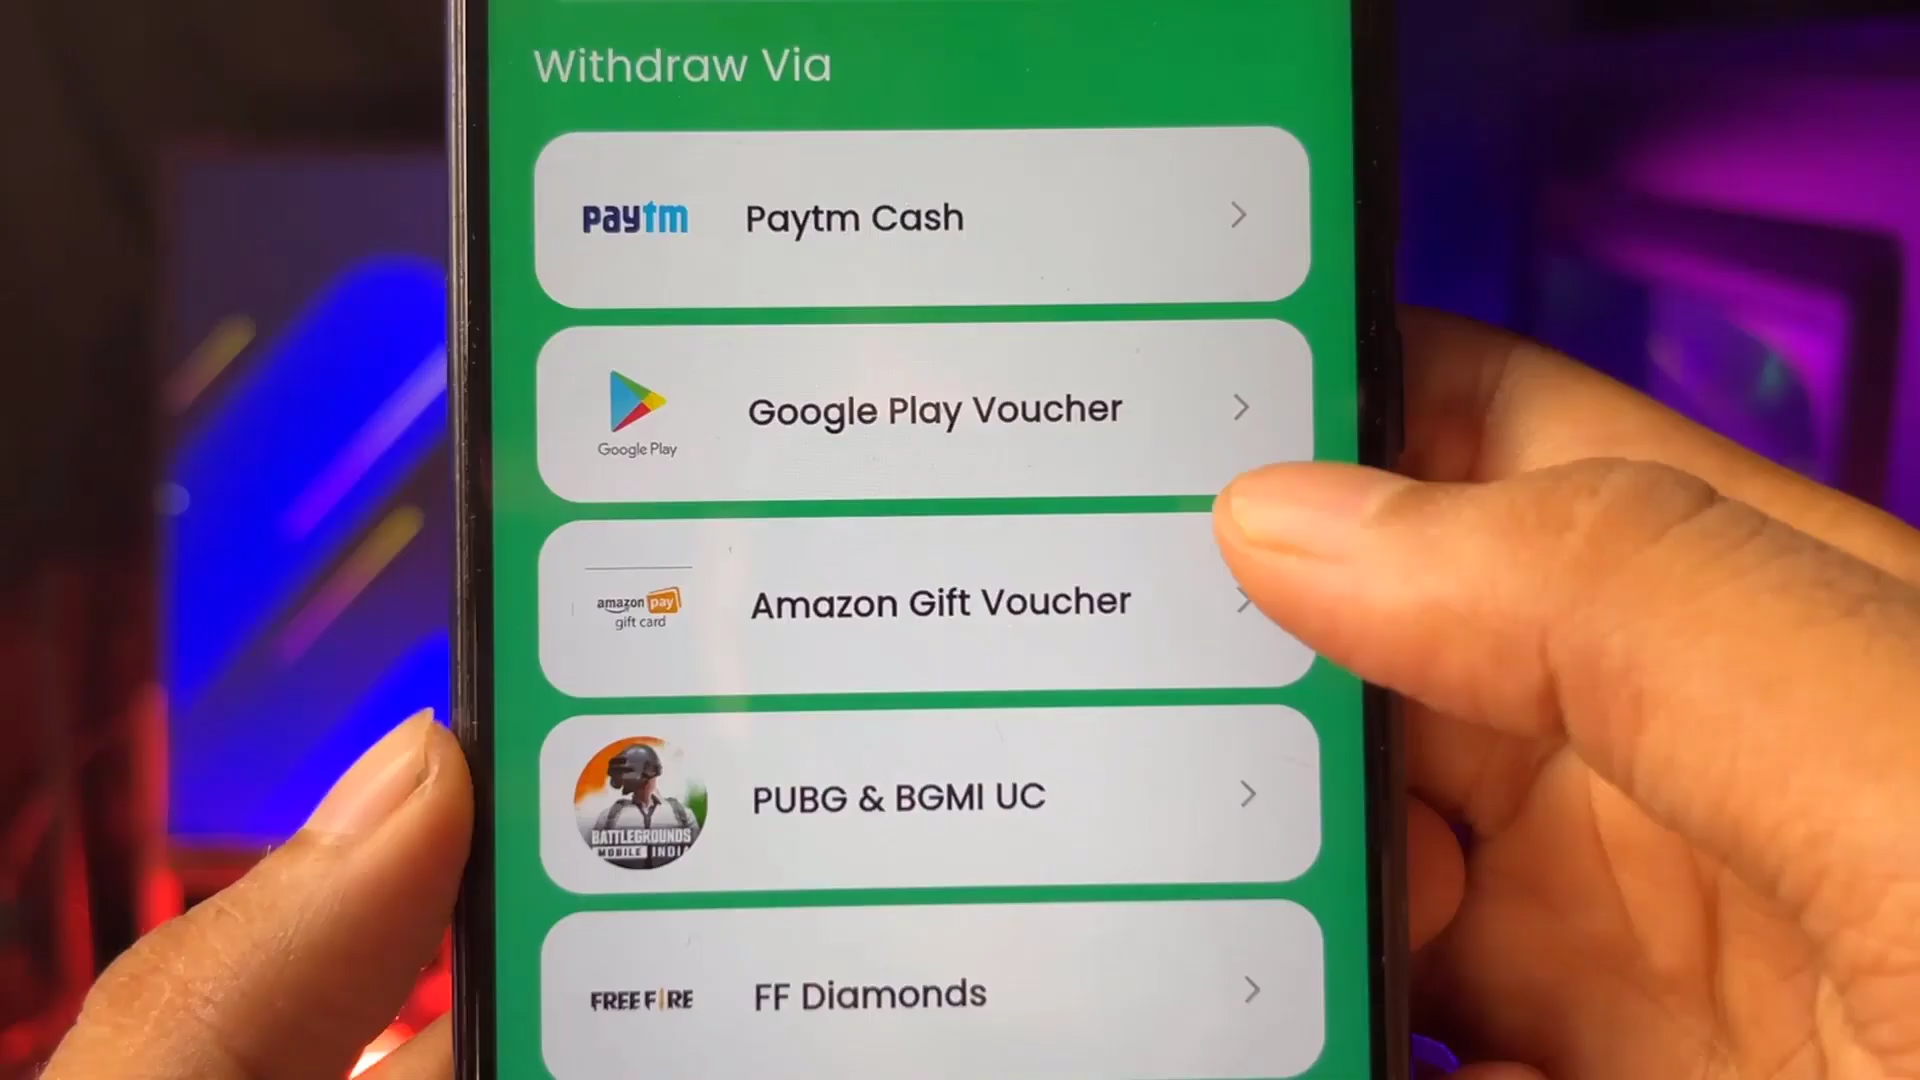 Withdraw Via
paytm
Paytm Cash
Google Play
Google Play Voucher
amazon pay
gift card
Amazon Gift Voucher
BATTLEGROUNDS
MOBILE INDIA
PUBG & BGMI UC
FREE FIRE
FF Diamonds